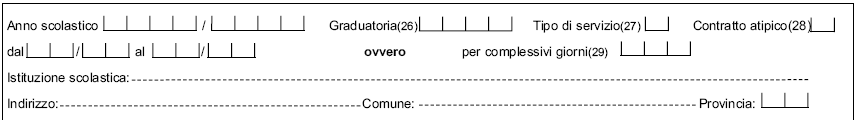 Anno scolastico / Graduatoria(26) Tipo di servizio(27) Contratto atipico(28)
dal / al / ovvero per complessivi giorni(29)
Istituzione scolastica:
Indirizzo: Comune: Provincia: